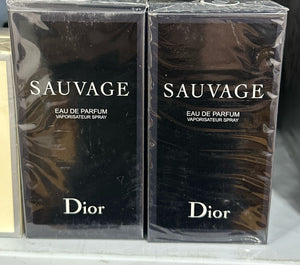 SAUVAGE
EAU DE PARFUM
VAPORISATEUR SPRAY
Dior
SAUVAGE
EAU DE PARFUM
VAPORISATEUR SPRAY
Dior